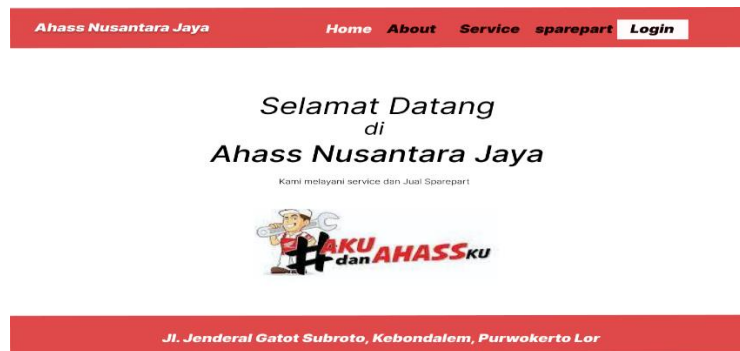 Ahass Nusantara Jaya Home About Service sparepart Login
Selamat Datang
di
Ahass Nusantara Jaya
Kami melayani service dan Jual Sparepart
#AKU
dan AHASSKU
Jl. Jenderal Gatot Subroto, Kebondalem, Purwokerto Lor